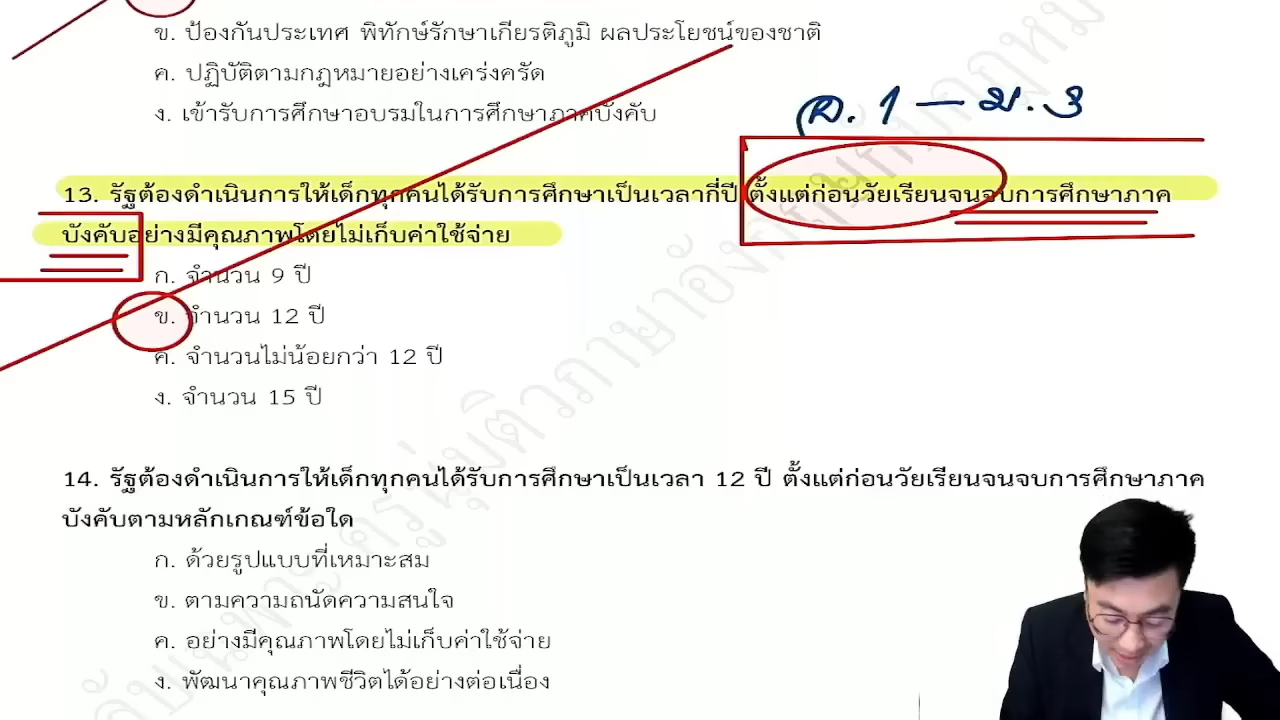 ข. ป้องกันประเทศ พิทักษ์รักษาเกียรติภูมิ ผลประโยชน์ของชาติ
ค. ปฏิบัติตามกฎหมายอย่างเคร่งครัด
ง. เข้ารับการศึกษาอบรมในการศึกษาภาคบังคับ
อ. 1 – ม. 3
13. รัฐต้องดำเนินการให้เด็กทุกคนได้รับการศึกษาเป็นเวลากี่ปี ตั้งแต่ก่อนวัยเรียนจนจบการศึกษาภาค
บังคับอย่างมีคุณภาพโดยไม่เก็บค่าใช้จ่าย
ก. จำนวน 9 ปี
ข. จำนวน 12 ปี
ค. จำนวนไม่น้อยกว่า 12 ปี
ง. จำนวน 15 ปี
14. รัฐต้องดำเนินการให้เด็กทุกคนได้รับการศึกษาเป็นเวลา 12 ปี ตั้งแต่ก่อนวัยเรียนจนจบการศึกษาภาค
บังคับตามหลักเกณฑ์ข้อใด
ก. ด้วยรูปแบบที่เหมาะสม
ข. ตามความถนัดความสนใจ
ค. อย่างมีคุณภาพโดยไม่เก็บค่าใช้จ่าย
ง. พัฒนาคุณภาพชีวิตได้อย่างต่อเนื่อง